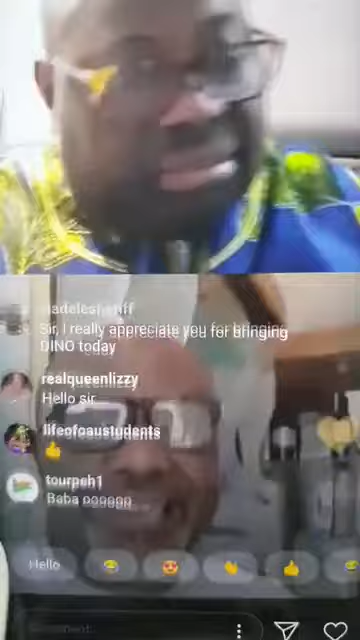 Sir, I really appreciate you for bringing
DINO today
realqueenlizzy
Hello sir
lifeofoaustudents
👍
tourpeh1
Baba oooooo
Hello